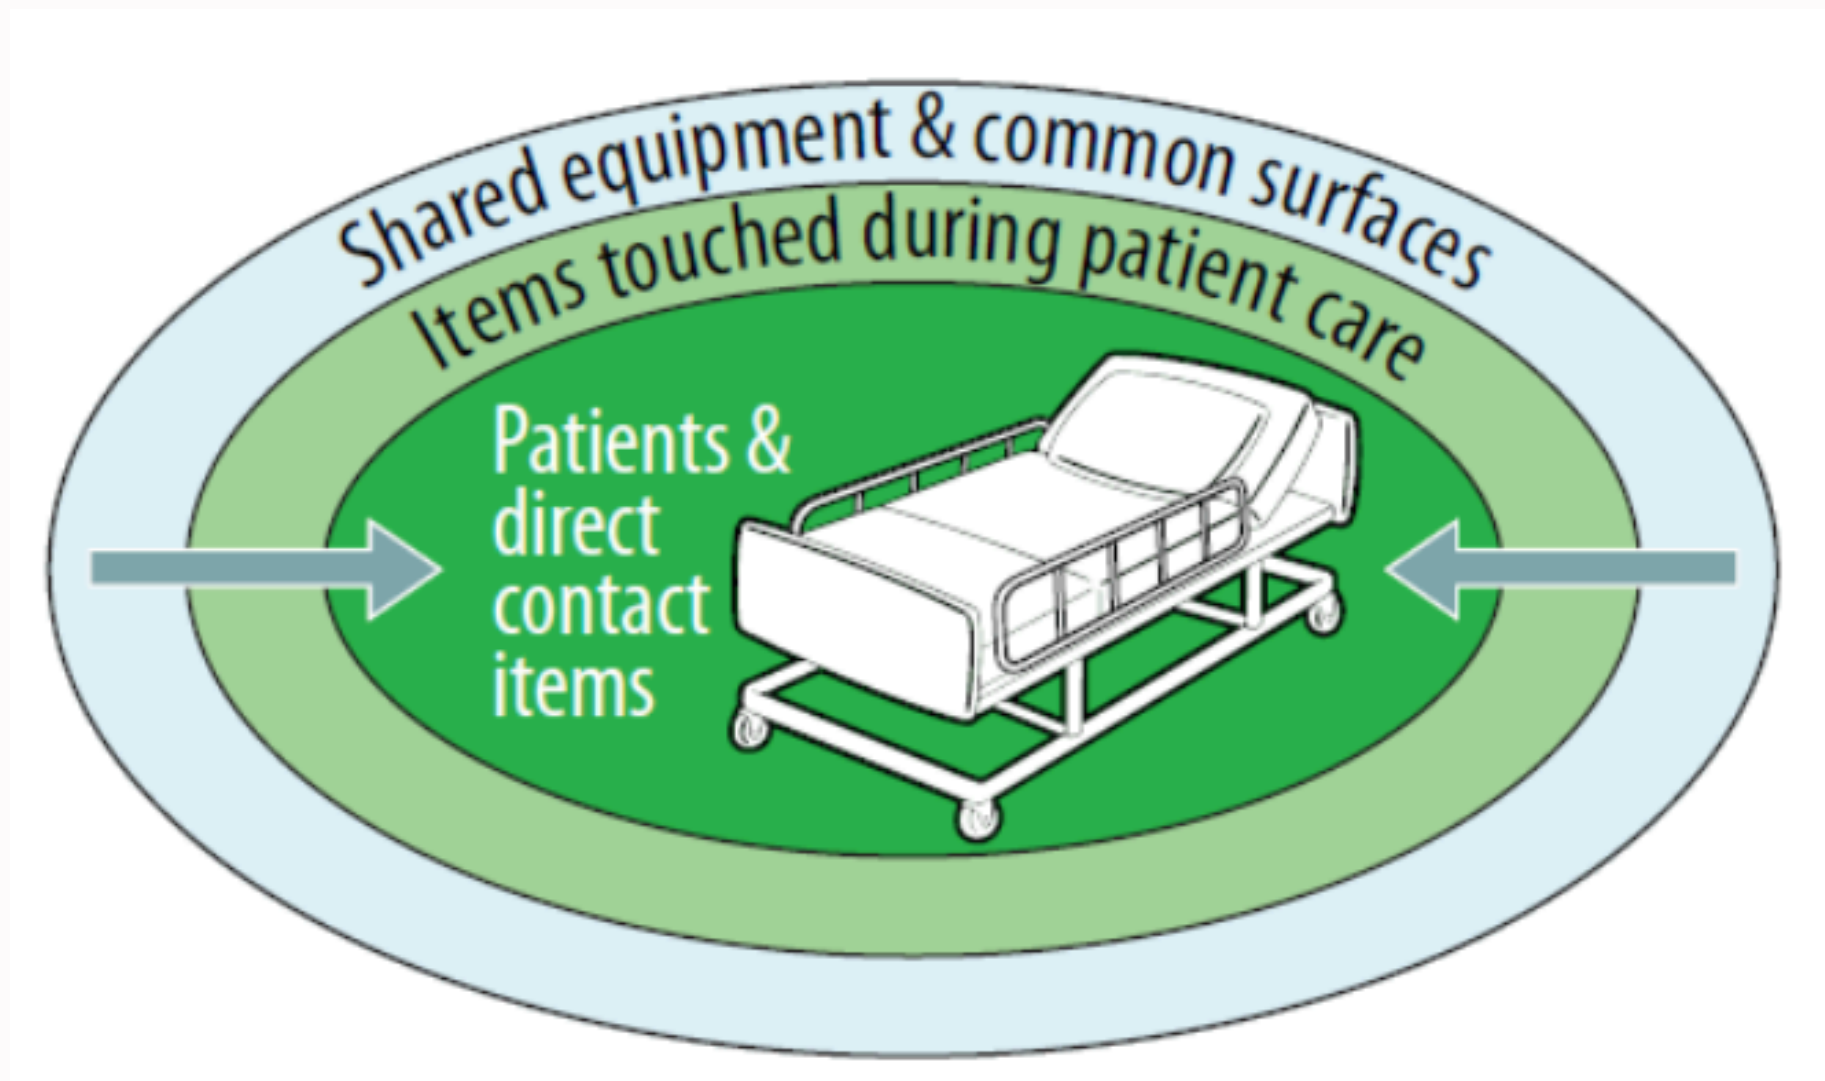 Shared equipment & common surfaces
Items touched during patient care
Patients &
direct
contact
items